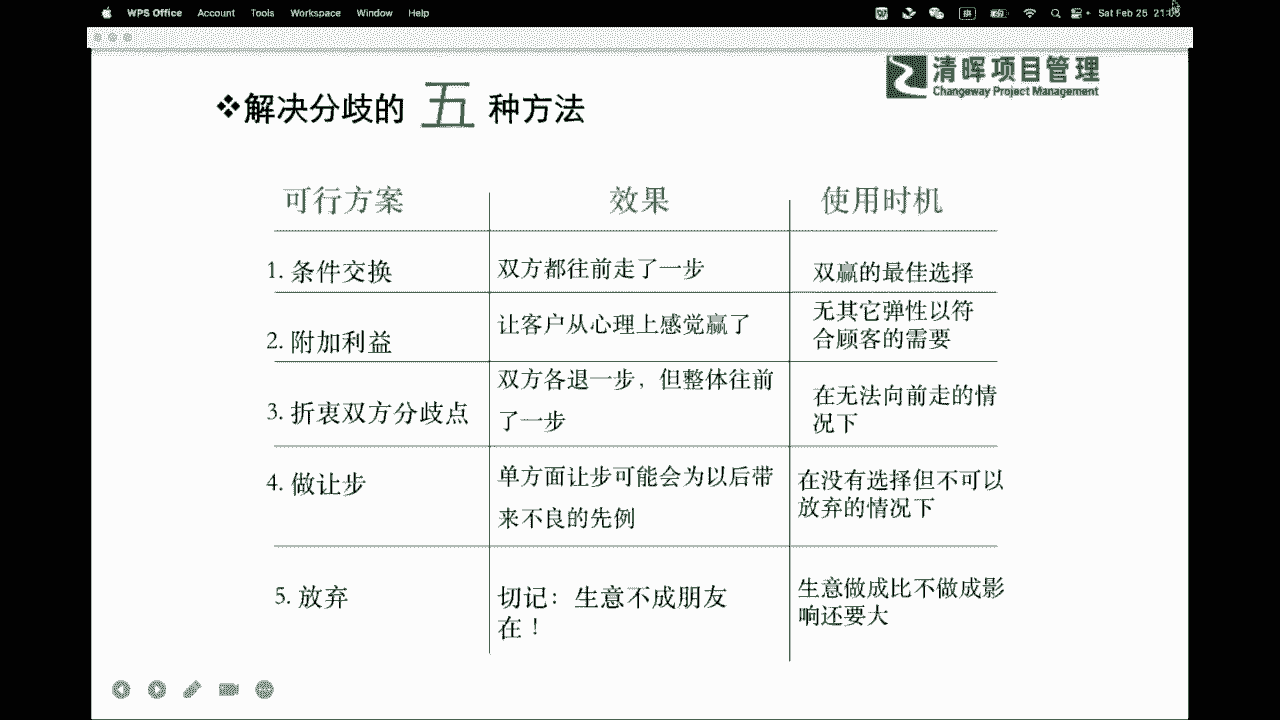 WPS Office Account Tools Workspace Window Help
拼
Sat Feb 25
清晖项目管理
Changeway Project Management
❖解决分歧的 五 种方法
可行方案 效果 使用时机
1. 条件交换 双方都往前走了一步 双赢的最佳选择
2. 附加利益 让客户从心理上感觉赢了 无其它弹性以符
合顾客的需要
3. 折衷双方分歧点 双方各退一步，但整体往前
了一步
在无法向前走的情
况下
4. 做让步 单方面让步可能会为以后带
来不良的先例
在没有选择但不可以
放弃的情况下
5. 放弃 切记：生意不成朋友
在！
生意做成比不做成影
响还要大